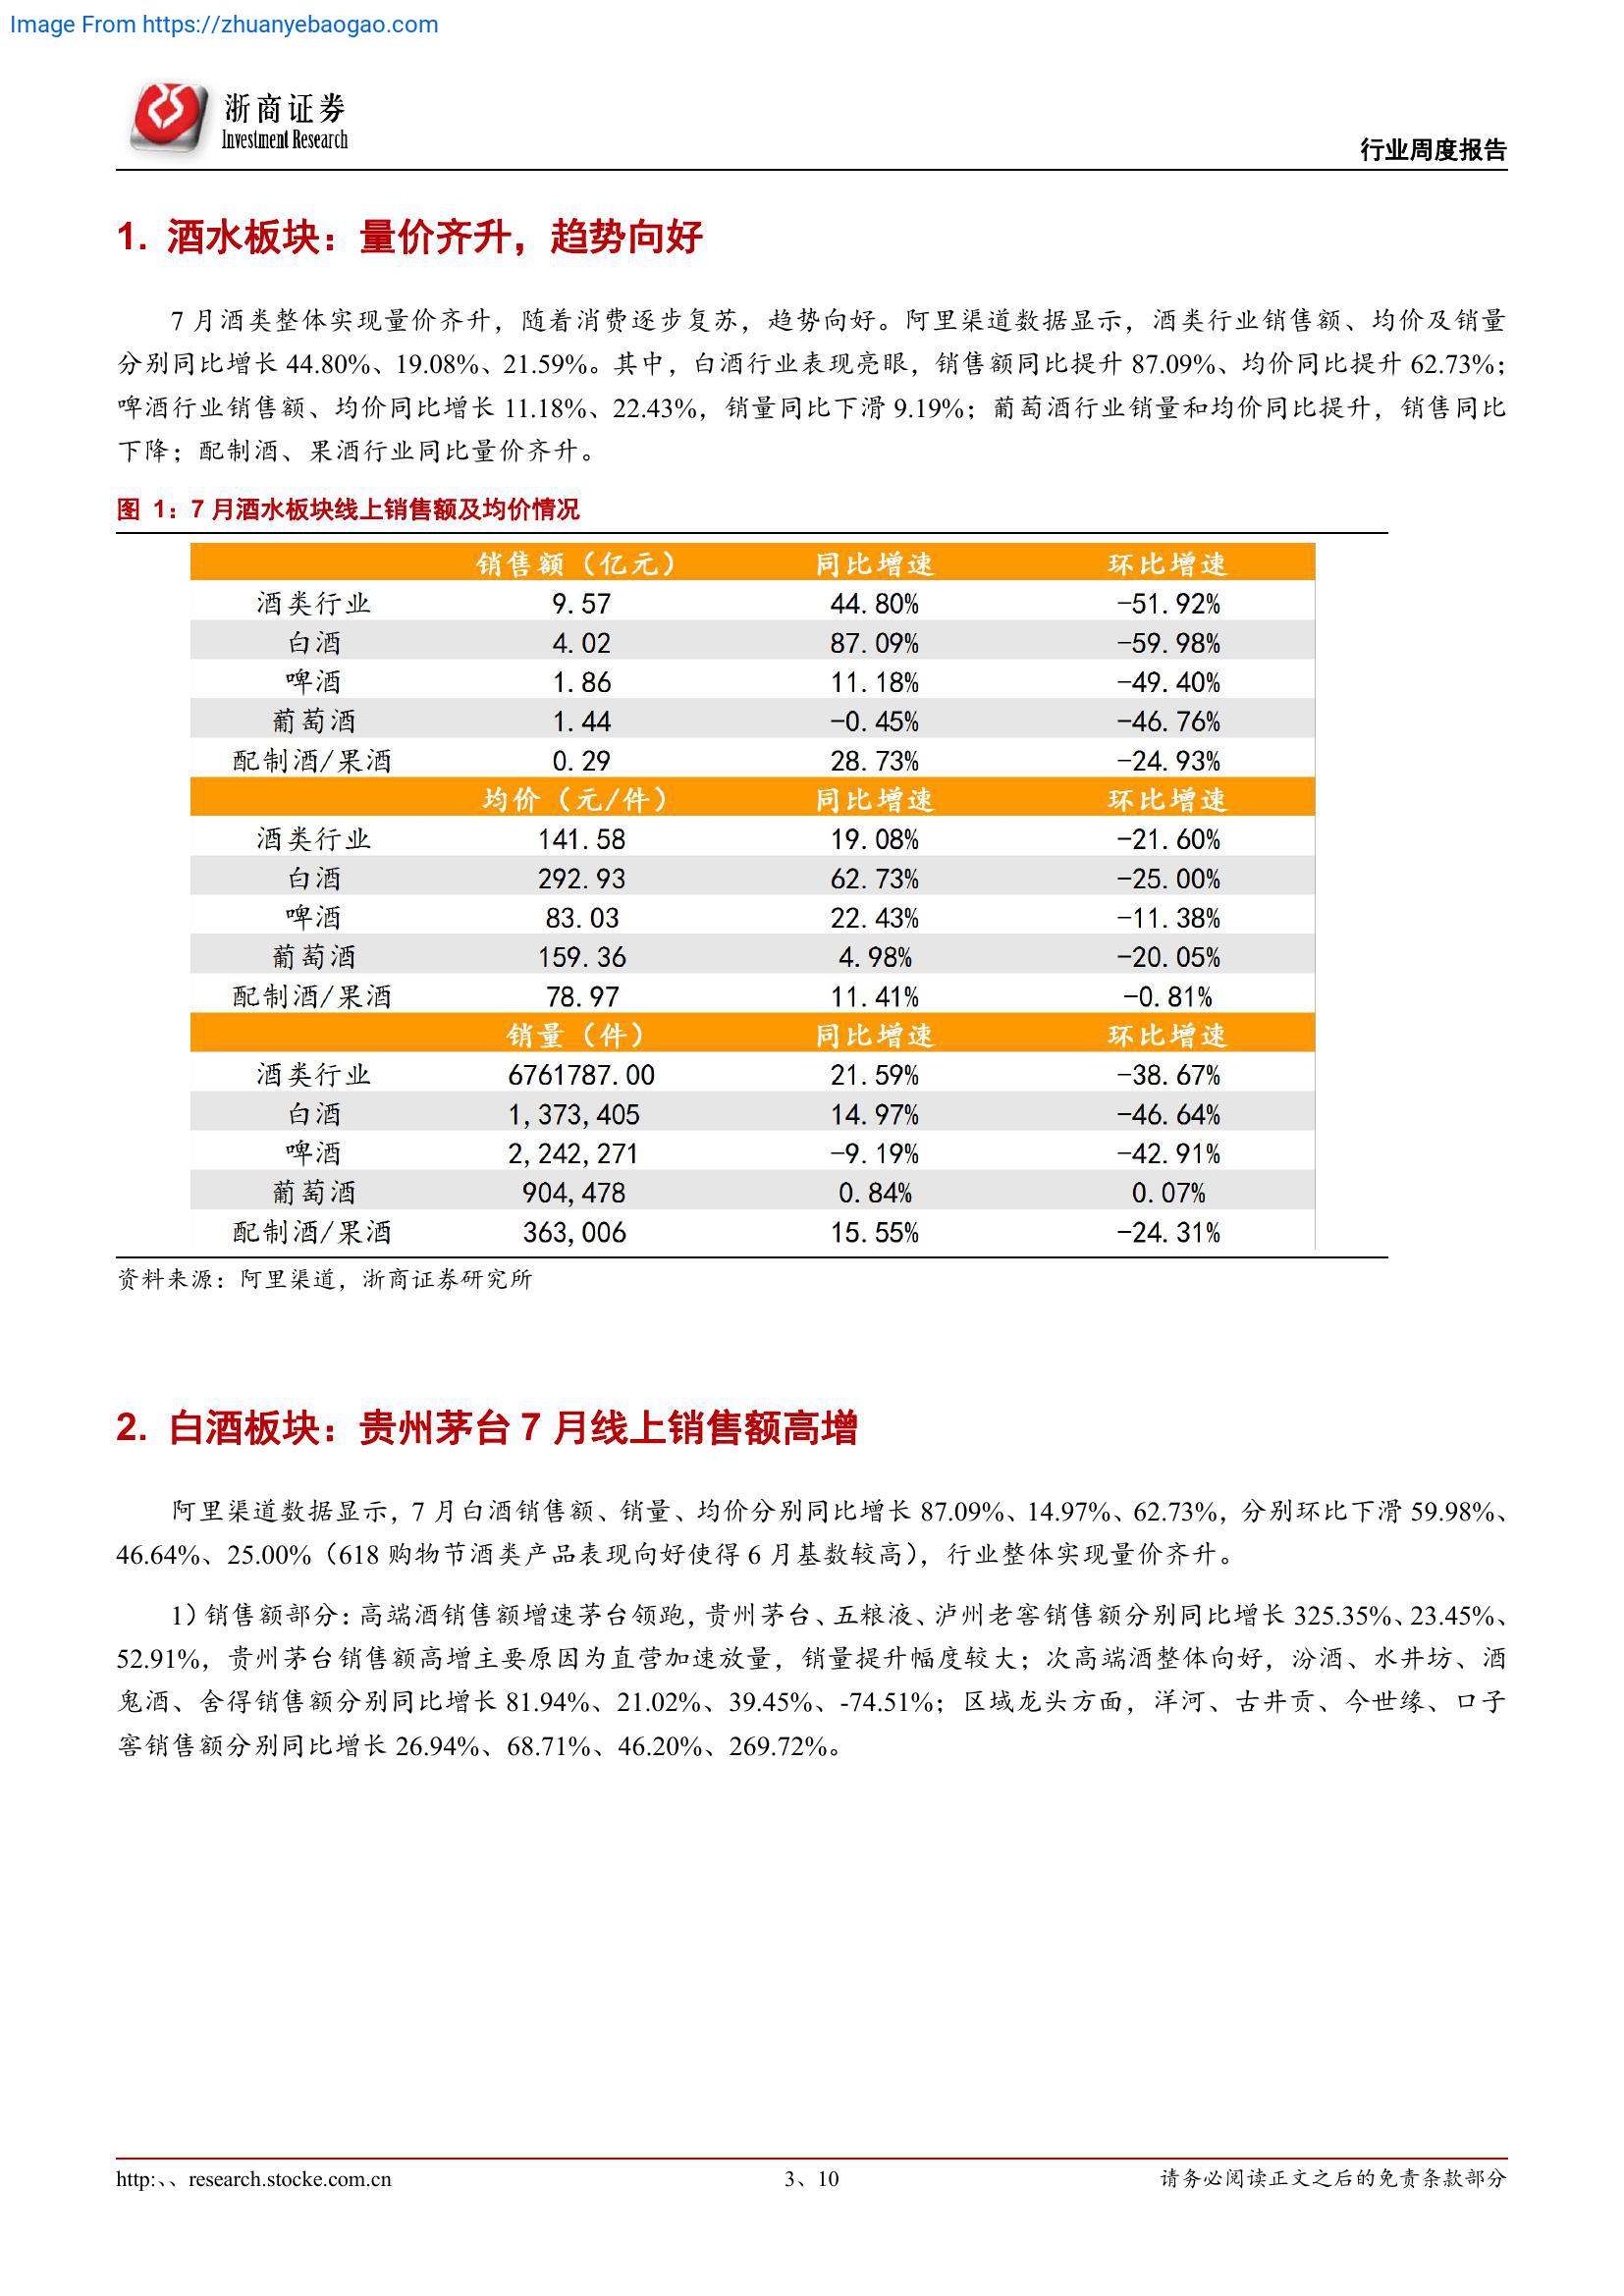 Image From https://zhuanyebaogao.com
浙商证券
Investment Research
行业周度报告
1. 酒水板块：量价齐升，趋势向好
7 月酒类整体实现量价齐升，随着消费逐步复苏，趋势向好。阿里渠道数据显示，酒类行业销售额、均价及销量
分别同比增长 44.80%、19.08%、21.59%。其中，白酒行业表现亮眼，销售额同比提升 87.09%、均价同比提升 62.73%；
啤酒行业销售额、均价同比增长 11.18%、22.43%，销量同比下滑 9.19%；葡萄酒行业销量和均价同比提升，销售同比
下降；配制酒、果酒行业同比量价齐升。
图 1：7 月酒水板块线上销售额及均价情况
销售额（亿元） 同比增速 环比增速
酒类行业 9.57 44.80% -51.92%
白酒 4.02 87.09% -59.98%
啤酒 1.86 11.18% -49.40%
葡萄酒 1.44 -0.45% -46.76%
配制酒/果酒 0.29 28.73% -24.93%
均价（元/件） 同比增速 环比增速
酒类行业 141.58 19.08% -21.60%
白酒 292.93 62.73% -25.00%
啤酒 83.03 22.43% -11.38%
葡萄酒 159.36 4.98% -20.05%
配制酒/果酒 78.97 11.41% -0.81%
销量（件） 同比增速 环比增速
酒类行业 6761787.00 21.59% -38.67%
白酒 1,373,405 14.97% -46.64%
啤酒 2,242,271 -9.19% -42.91%
葡萄酒 904,478 0.84% 0.07%
配制酒/果酒 363,006 15.55% -24.31%
资料来源：阿里渠道，浙商证券研究所
2. 白酒板块：贵州茅台 7 月线上销售额高增
阿里渠道数据显示，7 月白酒销售额、销量、均价分别同比增长 87.09%、14.97%、62.73%，分别环比下滑 59.98%、
46.64%、25.00%（618 购物节酒类产品表现向好使得 6 月基数较高），行业整体实现量价齐升。
1）销售额部分：高端酒销售额增速茅台领跑，贵州茅台、五粮液、泸州老窖销售额分别同比增长 325.35%、23.45%、
52.91%，贵州茅台销售额高增主要原因为直营加速放量，销量提升幅度较大；次高端酒整体向好，汾酒、水井坊、酒
鬼酒、舍得销售额分别同比增长 81.94%、21.02%、39.45%、-74.51%；区域龙头方面，洋河、古井贡、今世缘、口子
窖销售额分别同比增长 26.94%、68.71%、46.20%、269.72%。
http:、、research.stocke.com.cn
3、10
请务必阅读正文之后的免责条款部分